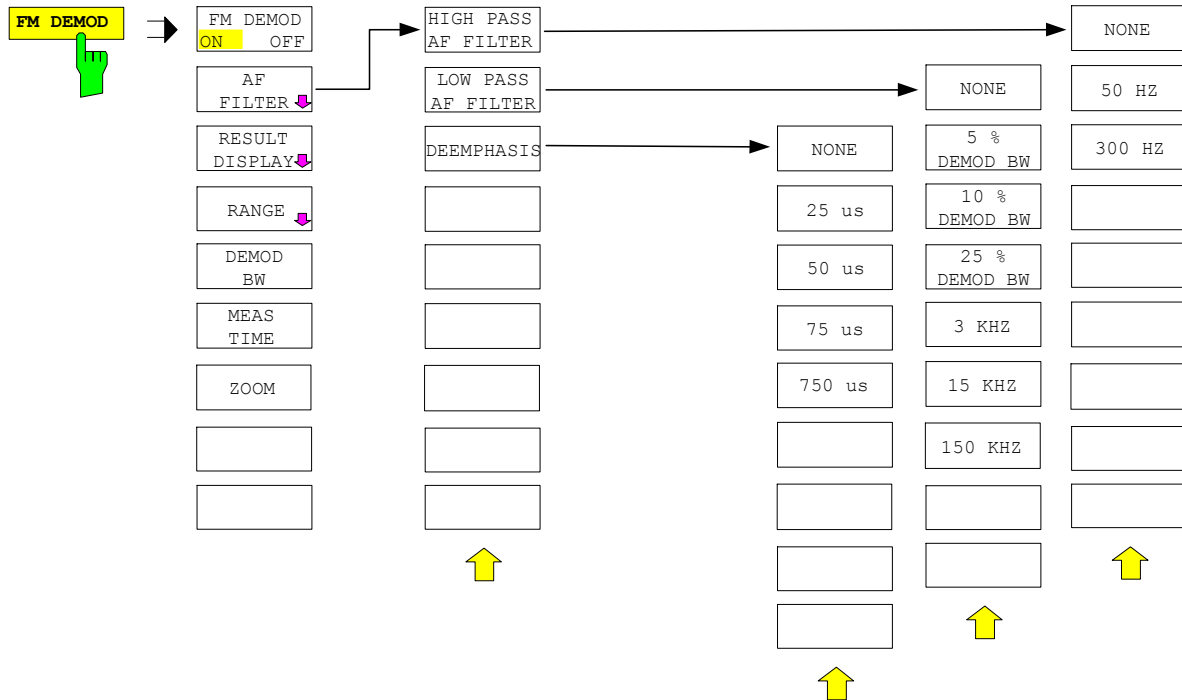 FM DEMOD
FM DEMOD
ON OFF
AF
FILTER
RESULT
DISPLAY
RANGE
DEMOD
BW
MEAS
TIME
ZOOM
HIGH PASS
AF FILTER
LOW PASS
AF FILTER
DEEMPHASIS
NONE
25 us
50 us
75 us
750 us
NONE
5 %
DEMOD BW
10 %
DEMOD BW
25 %
DEMOD BW
3 KHZ
15 KHZ
150 KHZ
NONE
50 HZ
300 HZ